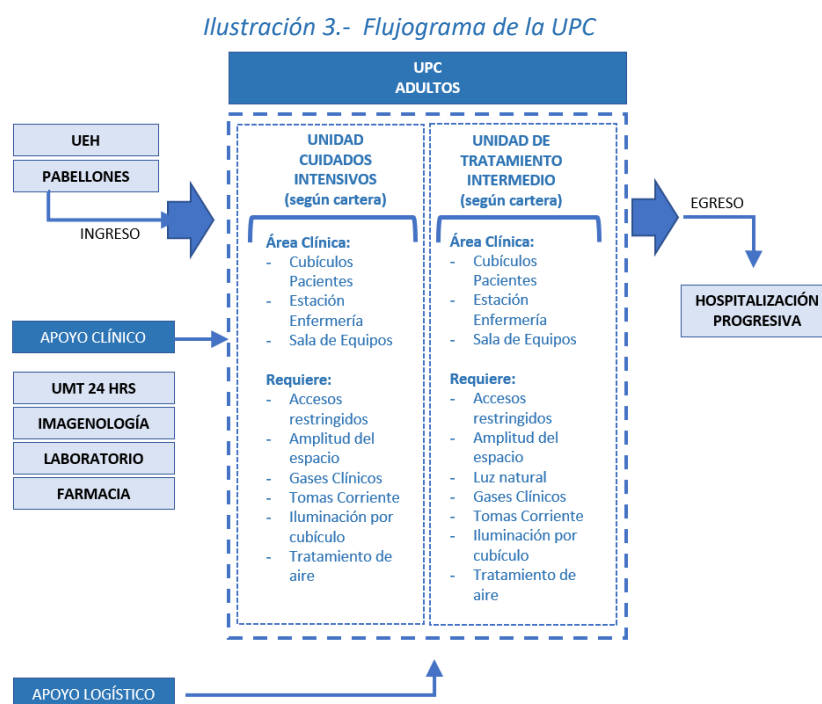 Ilustración 3.- Flujograma de la UPC
UPC
ADULTOS
UEH
PABELLONES
INGRESO
UNIDAD
CUIDADOS
INTENSIVOS
(según cartera)
Área Clínica:
- Cubículos
Pacientes
- Estación
Enfermería
- Sala de Equipos
Requiere:
- Accesos
restringidos
- Amplitud del
espacio
- Gases Clínicos
- Tomas Corriente
- Iluminación por
cubículo
- Tratamiento de
aire
UNIDAD DE
TRATAMIENTO
INTERMEDIO
(según cartera)
Área Clínica:
- Cubículos
Pacientes
- Estación
Enfermería
- Sala de Equipos
Requiere:
- Accesos
restringidos
- Amplitud del
espacio
- Luz natural
- Gases Clínicos
- Tomas Corriente
- Iluminación por
cubículo
- Tratamiento de
aire
EGRESO
HOSPITALIZACIÓN
PROGRESIVA
APOYO CLÍNICO
UMT 24 HRS
IMAGENOLOGÍA
LABORATORIO
FARMACIA
APOYO LOGÍSTICO